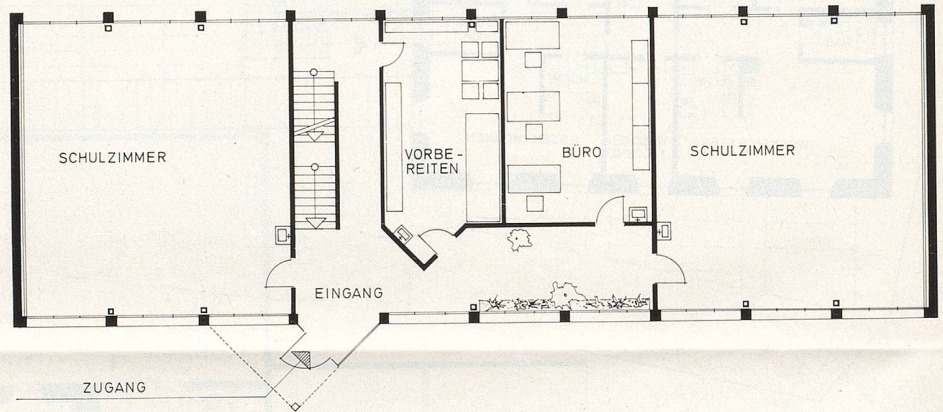 SCHULZIMMER
VORBE-
REITEN
BÜRO
SCHULZIMMER
EINGANG
ZUGANG